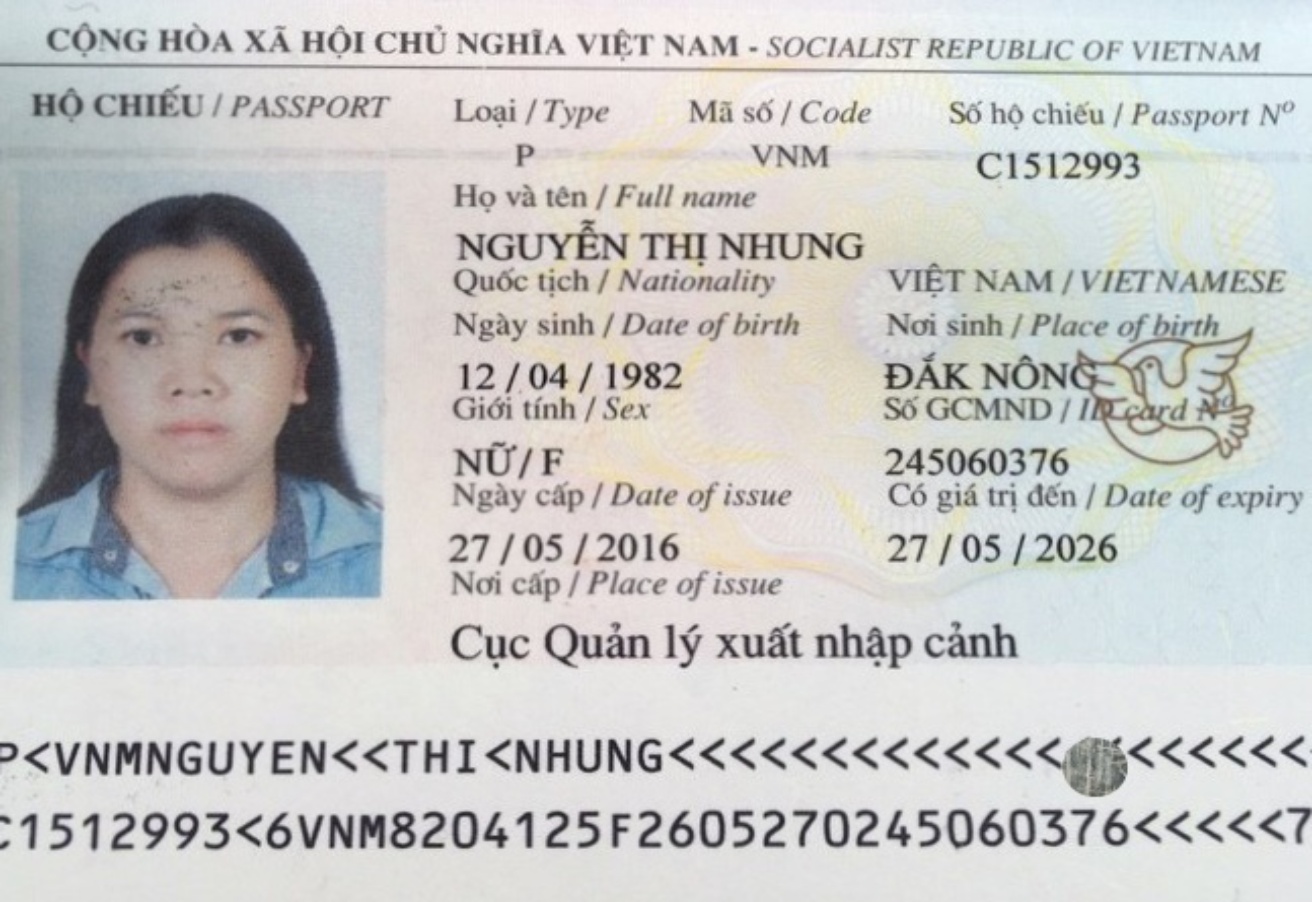 CỘNG HÒA XÃ HỘI CHỦ NGHĨA VIỆT NAM - SOCIALIST REPUBLIC OF VIETNAM
HỘ CHIẾU / PASSPORT
Loại / Type Mã số / Code Số hộ chiếu / Passport Nº
P VNM C1512993
Họ và tên / Full name
NGUYỄN THỊ NHUNG
Quốc tịch / Nationality VIỆT NAM / VIETNAMESE
Ngày sinh / Date of birth Nơi sinh / Place of birth
12 / 04 / 1982 ĐẮK NÔNG
Giới tính / Sex Số GCMND / ID card Nº
NỮ / F 245060376
Ngày cấp / Date of issue Có giá trị đến / Date of expiry
27 / 05 / 2016 27 / 05 / 2026
Nơi cấp / Place of issue
Cục Quản lý xuất nhập cảnh
P<VNMNGUYEN<<THI<NHUNG<<<<<<<<<<<<< <<<<<<
C1512993<6VNM8204125F2605270245060376<<<<<7